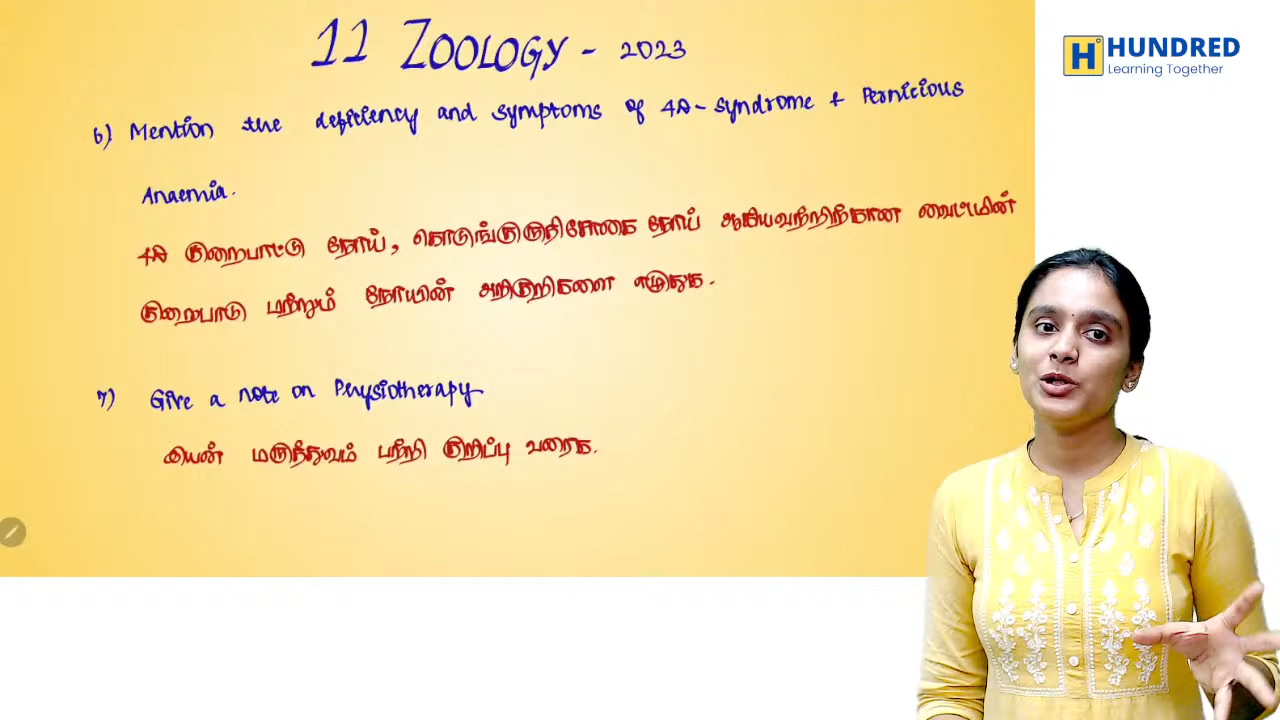 11 ZOOLOGY - 2023
HUNDRED
Learning Together
6) Mention the deficiency and symptoms of 4D-syndrome & Pernicious
Anaemia.
4D குறைபாட்டு நோய், கொடுங்குருதிசோகை நோய் ஆகியவற்றிற்கான வைட்டமின்
குறைபாடு மற்றும் நோயின் அறிகுறிகளை எழுதுக.
7) Give a note on Physiotherapy
இயன் மருத்துவம் பற்றி குறிப்பு வரைக.